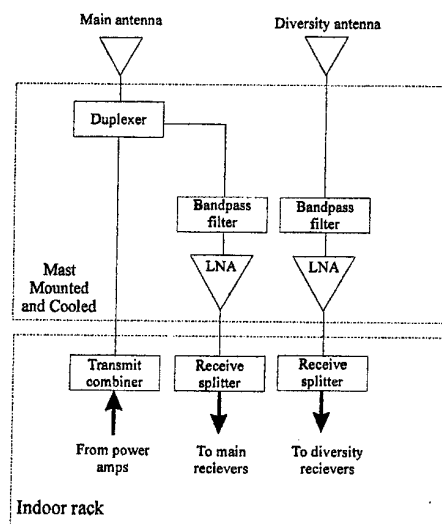 Main antenna
Diversity antenna
Duplexer
Bandpass
filter
Bandpass
filter
LNA
LNA
Mast
Mounted
and Cooled
Transmit
combiner
Receive
splitter
Receive
splitter
From power
amps
To main
recievers
To diversity
recievers
Indoor rack